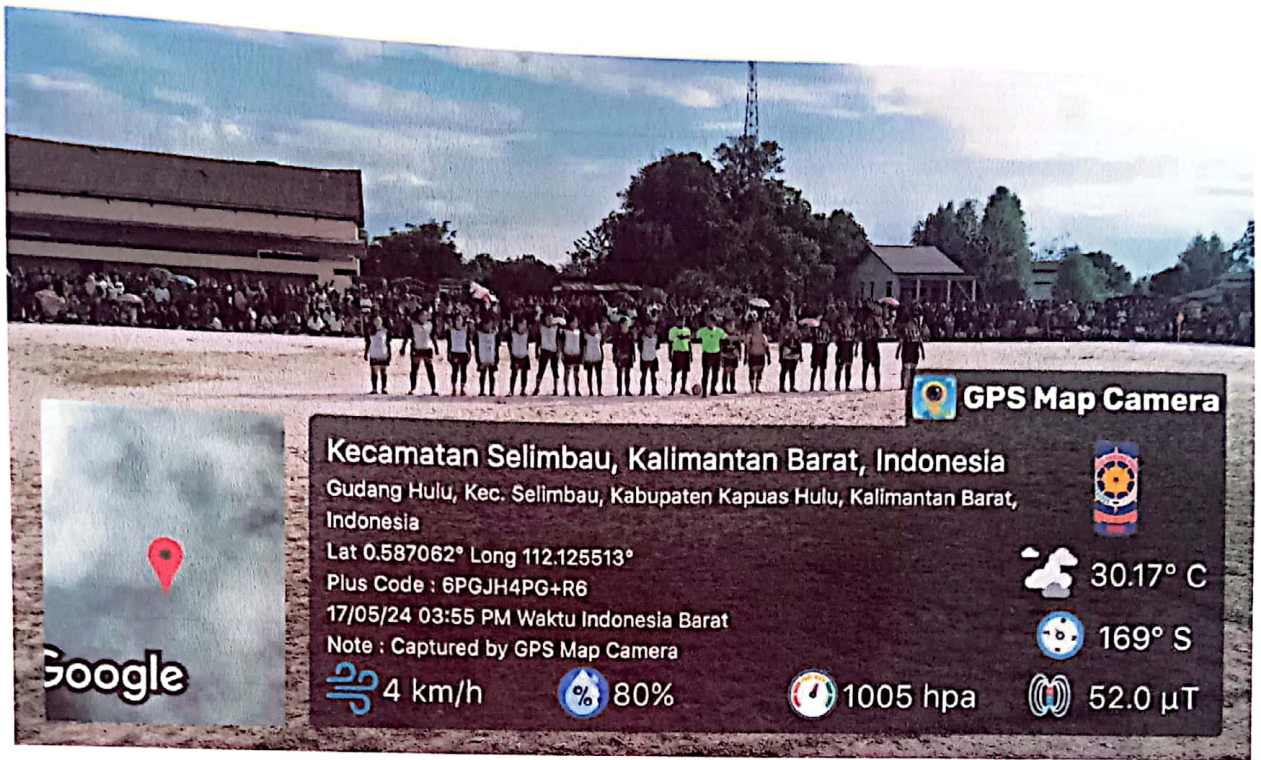 GPS Map Camera
Kecamatan Selimbau, Kalimantan Barat, Indonesia
Gudang Hulu, Kec. Selimbau, Kabupaten Kapuas Hulu, Kalimantan Barat,
Indonesia
Lat 0.587062° Long 112.125513°
Plus Code : 6PGJH4PG+R6
17/05/24 03:55 PM Waktu Indonesia Barat
Note : Captured by GPS Map Camera
30.17° C
169° S
Google
4 km/h
%
80%
1005 hpa
52.0 µT